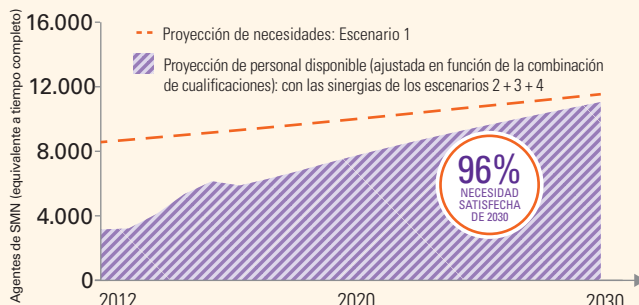 Agentes de SMN (equivalente a tiempo completo)
16.000
12.000
8.000
4.000
0
Proyección de necesidades: Escenario 1
Proyección de personal disponible (ajustada en función de la combinación
de cualificaciones): con las sinergias de los escenarios 2 + 3 + 4
96%
NECESIDAD
SATISFECHA
DE 2030
2012
2020
2030